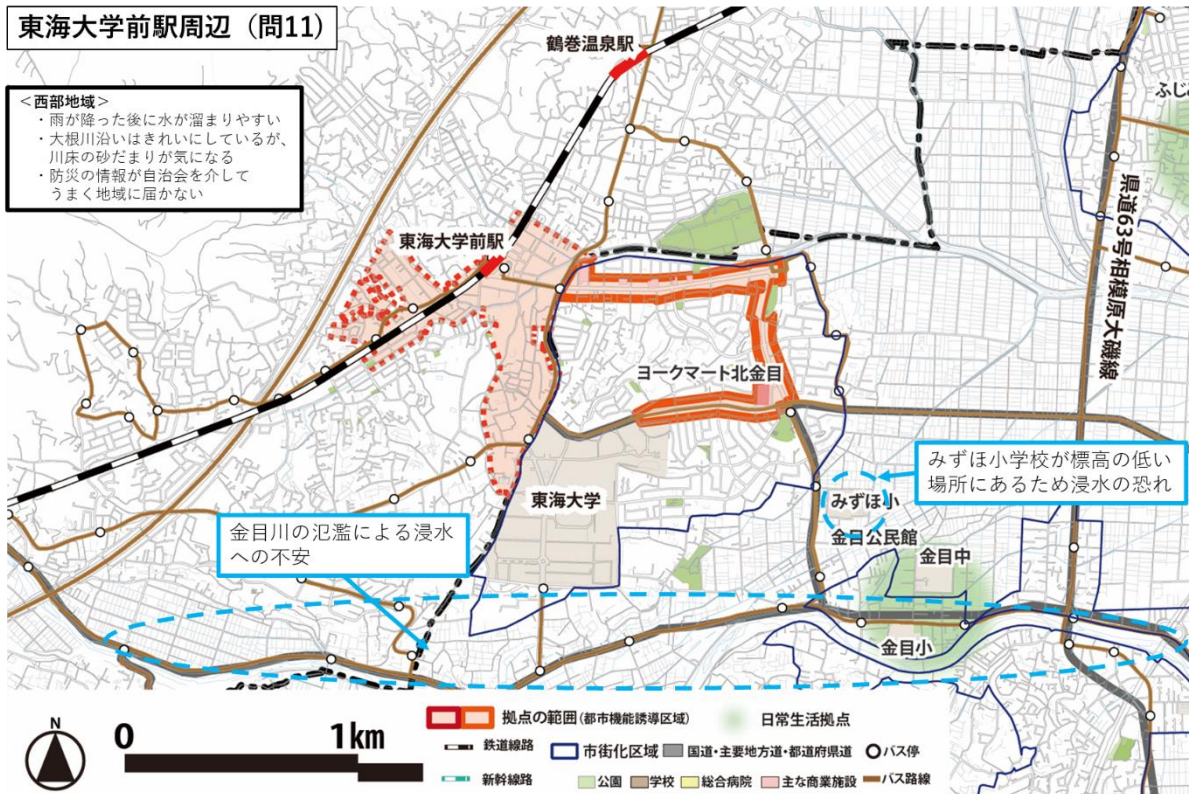 東海大学前駅周辺（問11）
鶴巻温泉駅
＜西部地域＞
・雨が降った後に水が溜まりやすい
・大根川沿いはきれいにしているが、
川床の砂だまりが気になる
・防災の情報が自治会を介して
うまく地域に届かない
県道63号相模原大磯線
東海大学前駅
ヨークマート北金目
みずほ小学校が標高の低い
場所にあるため浸水の恐れ
東海大学
みずほ小
金目公民館
金目中
金目川の氾濫による浸水
への不安
金目小
N
0 1km
拠点の範囲(都市機能誘導区域)
日常生活拠点
鉄道線路
市街化区域
国道・主要地方道・都道府県道
バス停
新幹線路
公園
学校
総合病院
主な商業施設
バス路線